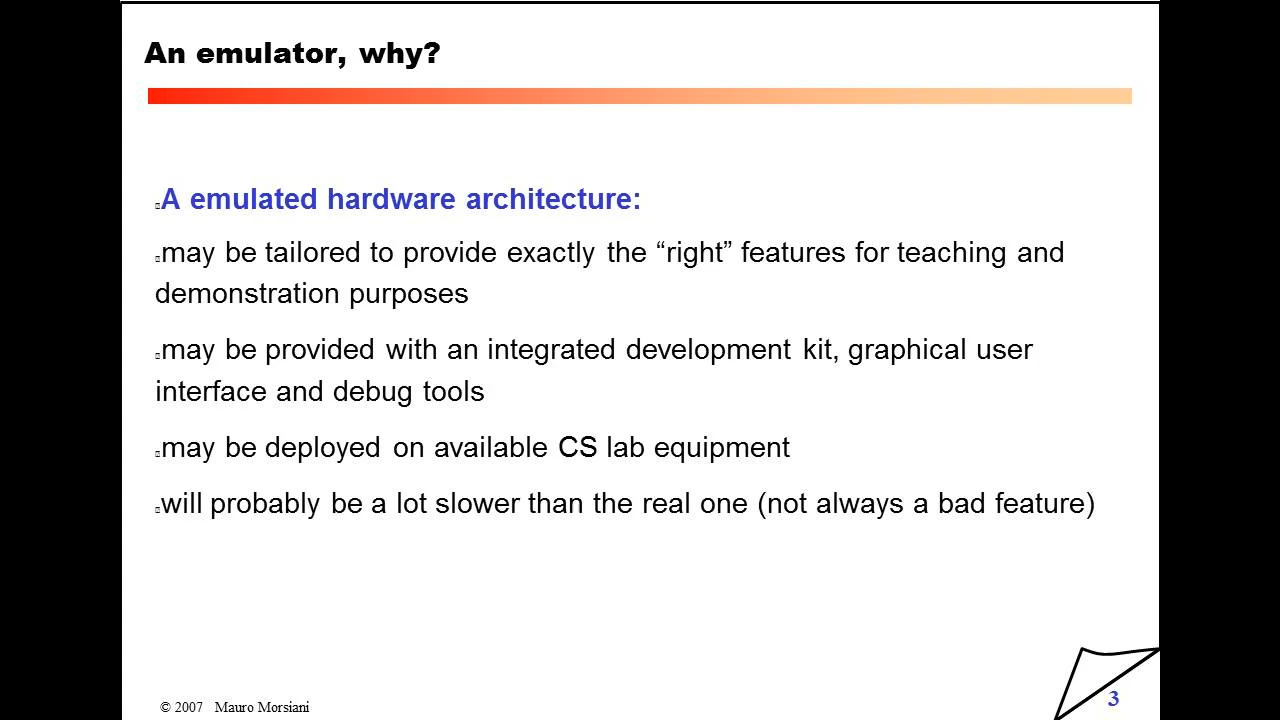 An emulator, why?
A emulated hardware architecture:
may be tailored to provide exactly the “right” features for teaching and
demonstration purposes
may be provided with an integrated development kit, graphical user
interface and debug tools
may be deployed on available CS lab equipment
will probably be a lot slower than the real one (not always a bad feature)
© 2007 Mauro Morsiani
3